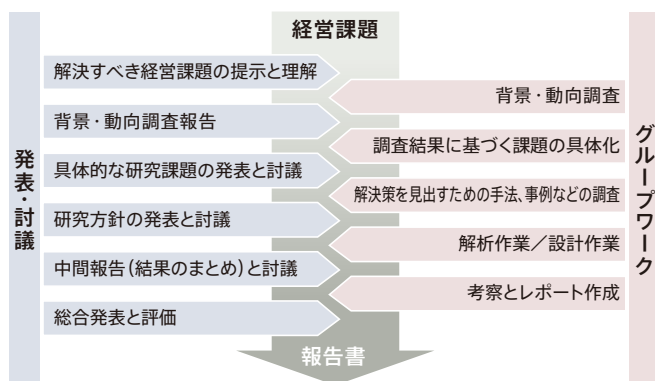 経営課題
発表・討議
グループワーク
解決すべき経営課題の提示と理解
背景・動向調査
背景・動向調査報告
調査結果に基づく課題の具体化
具体的な研究課題の発表と討議
解決策を見出すための手法、事例などの調査
研究方針の発表と討議
解析作業／設計作業
中間報告(結果のまとめ)と討議
考察とレポート作成
総合発表と評価
報告書